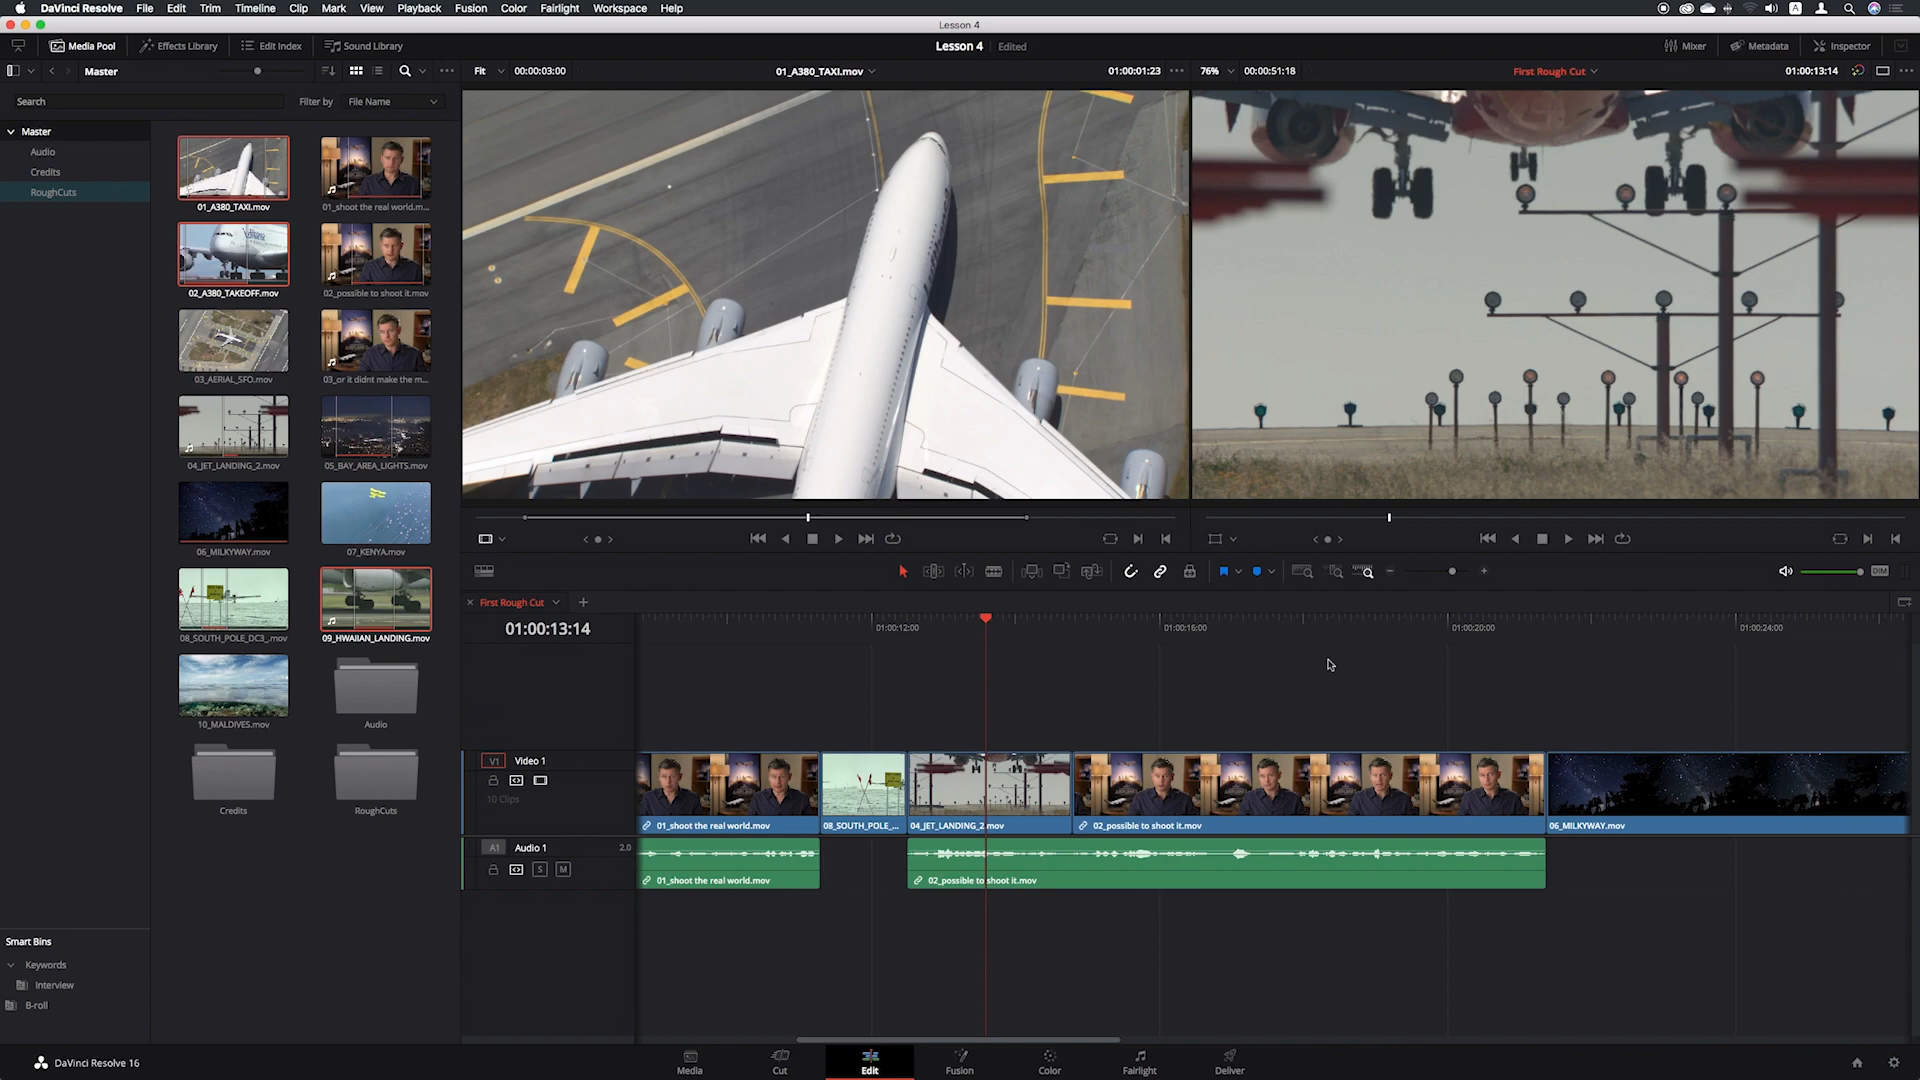 DaVinci Resolve File Edit Trim Timeline Clip Mark View Playback Fusion Color Fairlight Workspace Help
Lesson 4
Media Pool Effects Library Edit Index Sound Library Lesson 4 Edited Mixer Metadata Inspector
Master Fit 00:00:03:00 01_A380_TAXI.mov 01:00:01:23 76% 00:00:51:18 First Rough Cut 01:00:13:14
Search Filter by File Name
Master
Audio
Credits
RoughCuts
01_A380_TAXI.mov 01_shoot the real world.m...
02_A380_TAKEOFF.mov 02_possible to shoot it.mov
03_AERIAL_SFO.mov 03_or it didnt make the m...
04_JET_LANDING_2.mov 05_BAY_AREA_LIGHTS.mov
06_MILKYWAY.mov 07_KENYA.mov
08_SOUTH_POLE_DC3_.mov 09_HWAIIAN_LANDING.mov
10_MALDIVES.mov Audio
Credits RoughCuts
Smart Bins
Keywords
Interview
B-roll
DIM
First Rough Cut
01:00:13:14 01:00:12:00 01:00:16:00 01:00:20:00 01:00:24:00
V1 Video 1
10 Clips
01_shoot the real world.mov 08_SOUTH_POLE_... 04_JET_LANDING_2.mov 02_possible to shoot it.mov 06_MILKYWAY.mov
A1 Audio 1 2.0
S M
01_shoot the real world.mov 02_possible to shoot it.mov
DaVinci Resolve 16 Media Cut Edit Fusion Color Fairlight Deliver